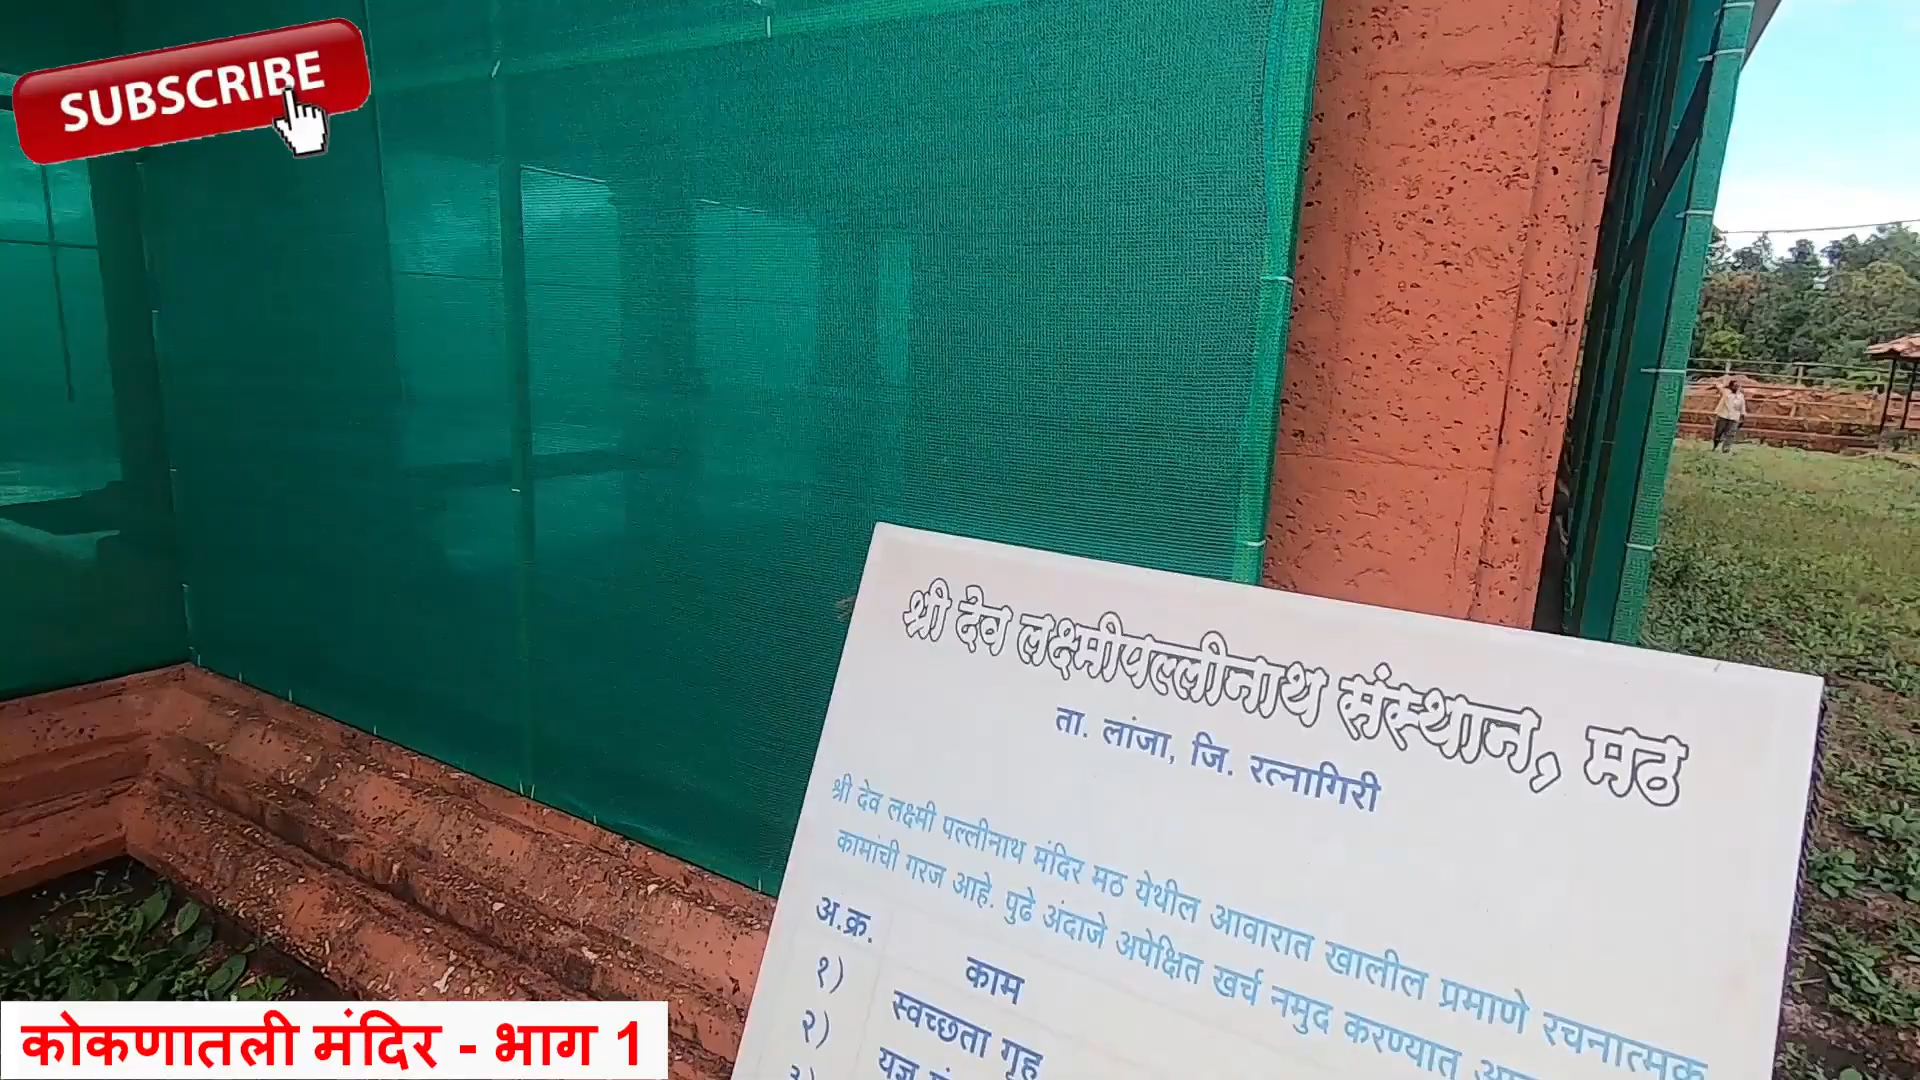 SUBSCRIBE
श्री देव लक्ष्मीपल्लीनाथ संस्थान, मठ
ता. लांजा, जि. रत्नागिरी
श्री देव लक्ष्मी पल्लीनाथ मंदिर मठ येथील आवारात खालील प्रमाणे रचनात्मक
कामांची गरज आहे. पुढे अंदाजे अपेक्षित खर्च नमुद करण्यात
अ.क्र. काम
१) स्वच्छता गृह
२) यज्ञ
कोकणातली मंदिर - भाग 1